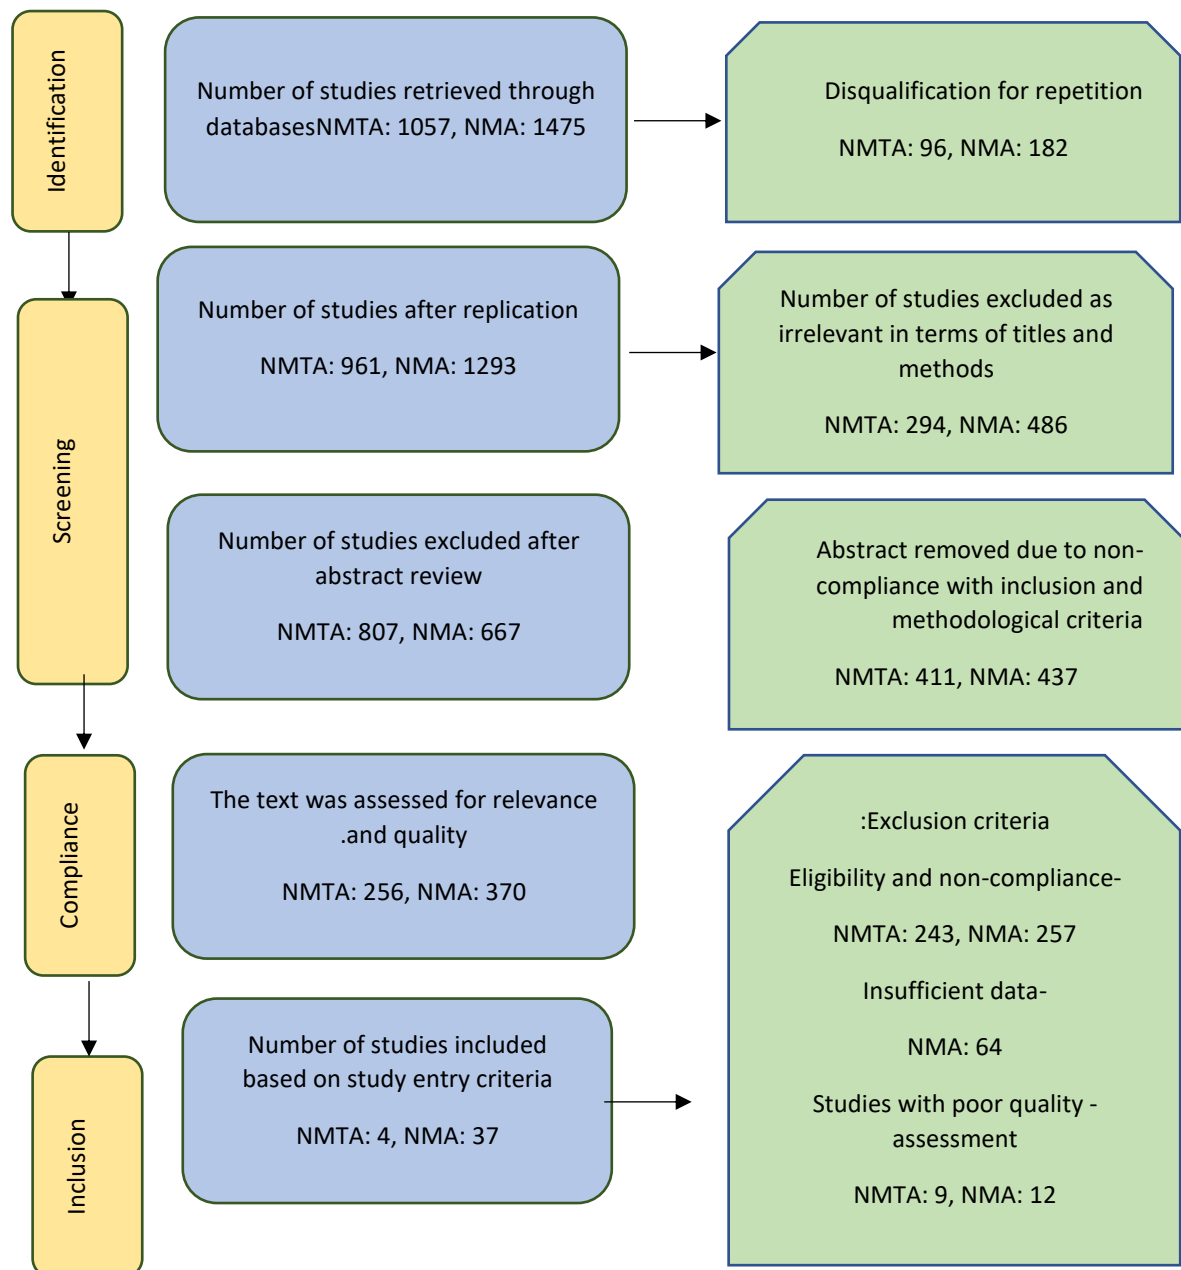 Identification
Number of studies retrieved through
databasesNMTA: 1057, NMA: 1475
Disqualification for repetition
NMTA: 96, NMA: 182
Screening
Number of studies after replication
NMTA: 961, NMA: 1293
Number of studies excluded as
irrelevant in terms of titles and
methods
NMTA: 294, NMA: 486
Number of studies excluded after
abstract review
NMTA: 807, NMA: 667
Abstract removed due to non-
compliance with inclusion and
methodological criteria
NMTA: 411, NMA: 437
Compliance
The text was assessed for relevance
.and quality
NMTA: 256, NMA: 370
:Exclusion criteria
Eligibility and non-compliance-
NMTA: 243, NMA: 257
Insufficient data-
NMA: 64
Studies with poor quality -
assessment
NMTA: 9, NMA: 12
Inclusion
Number of studies included
based on study entry criteria
NMTA: 4, NMA: 37